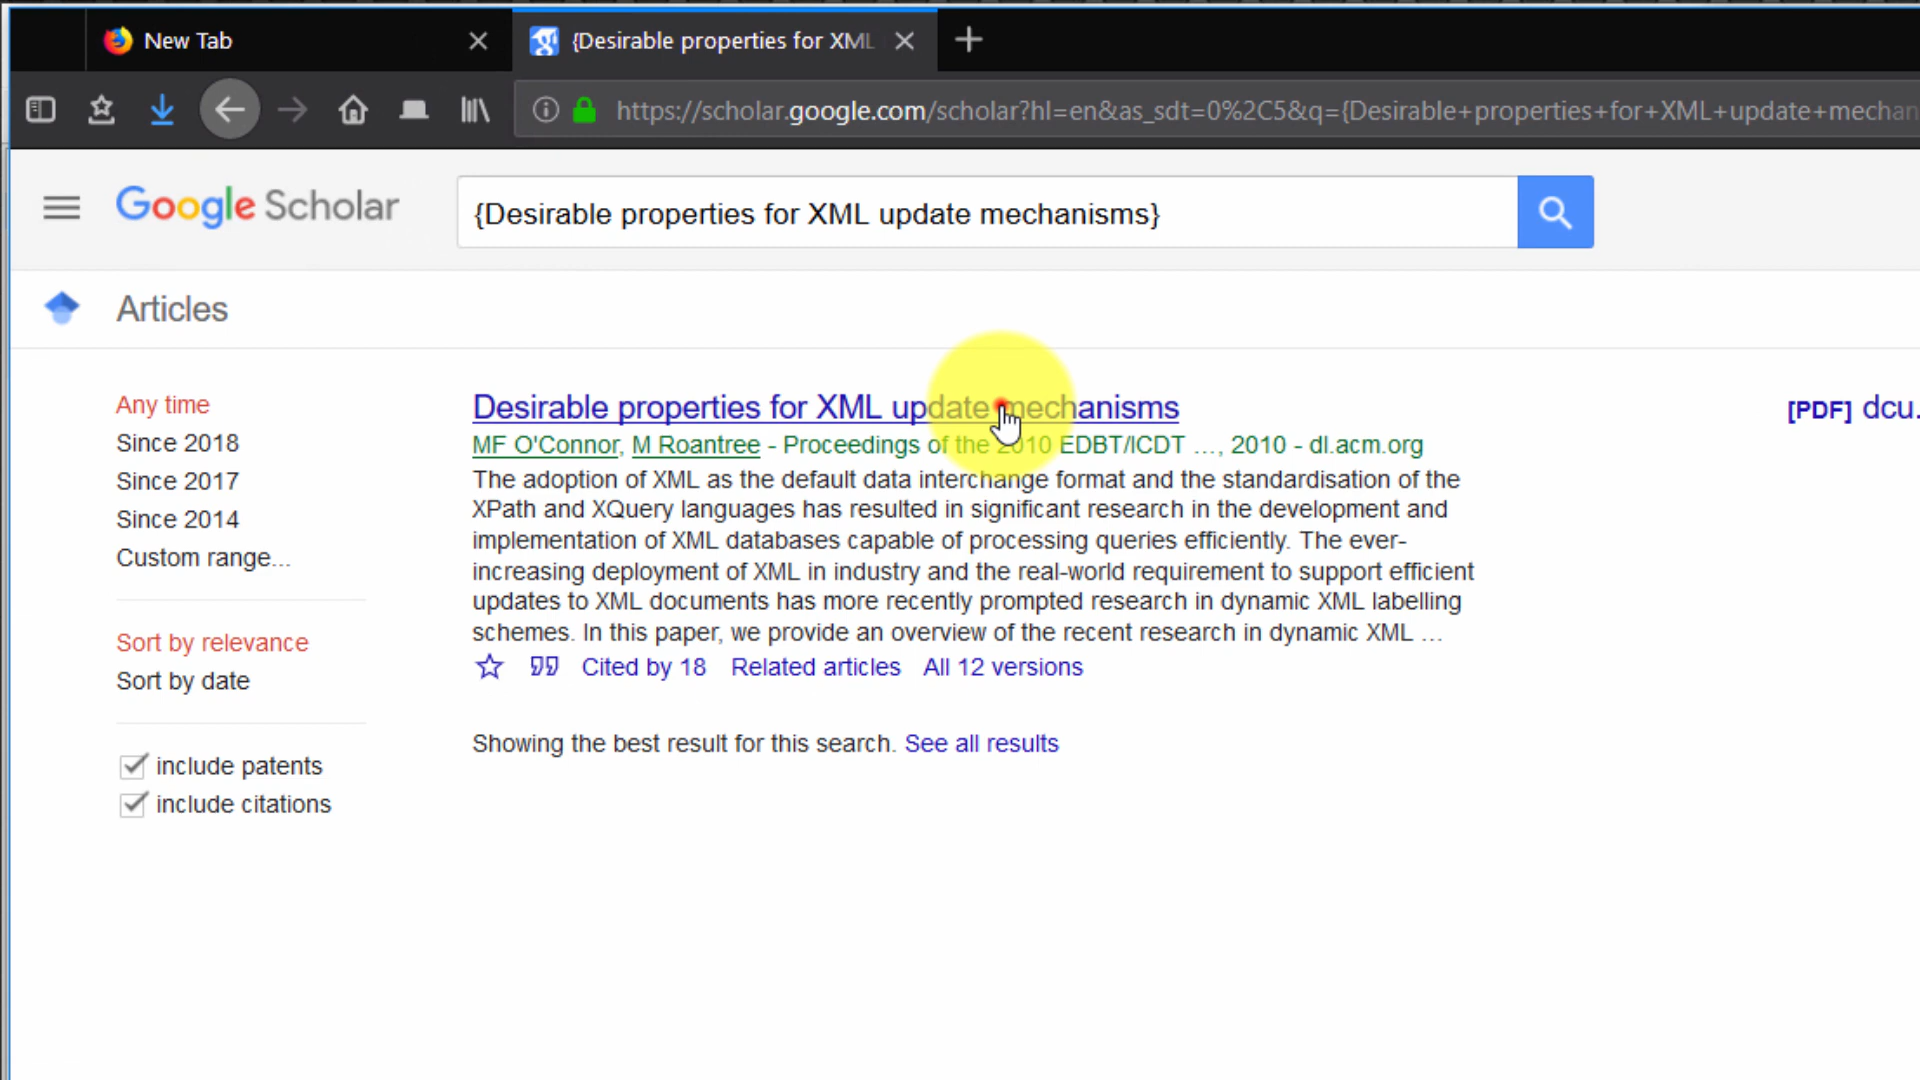 New Tab
{Desirable properties for XML
https://scholar.google.com/scholar?hl=en&as_sdt=0%2C5&q={Desirable+properties+for+XML+update+mechan
Google Scholar
{Desirable properties for XML update mechanisms}
Articles
Any time
Since 2018
Since 2017
Since 2014
Custom range...
Sort by relevance
Sort by date
include patents
include citations
Desirable properties for XML update mechanisms
[PDF] dcu.
MF O'Connor, M Roantree - Proceedings of the 2010 EDBT/ICDT …, 2010 - dl.acm.org
The adoption of XML as the default data interchange format and the standardisation of the
XPath and XQuery languages has resulted in significant research in the development and
implementation of XML databases capable of processing queries efficiently. The ever-
increasing deployment of XML in industry and the real-world requirement to support efficient
updates to XML documents has more recently prompted research in dynamic XML labelling
schemes. In this paper, we provide an overview of the recent research in dynamic XML …
Cited by 18 Related articles All 12 versions
Showing the best result for this search. See all results